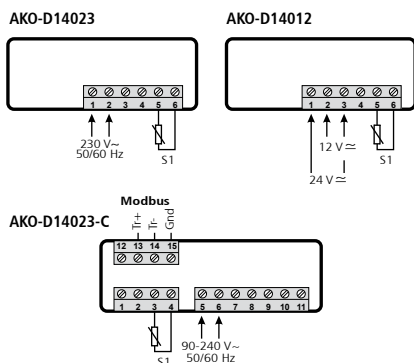 AKO-D14023
1 2 3 4 5 6
230 V~
50/60 Hz
S1
AKO-D14012
1 2 3 4 5 6
12 V ≂
24 V ≂
S1
AKO-D14023-C
Modbus
Tr+ Tr- Gnd
12 13 14 15
1 2 3 4
5 6 7 8 9 10 11
S1
90-240 V~
50/60 Hz